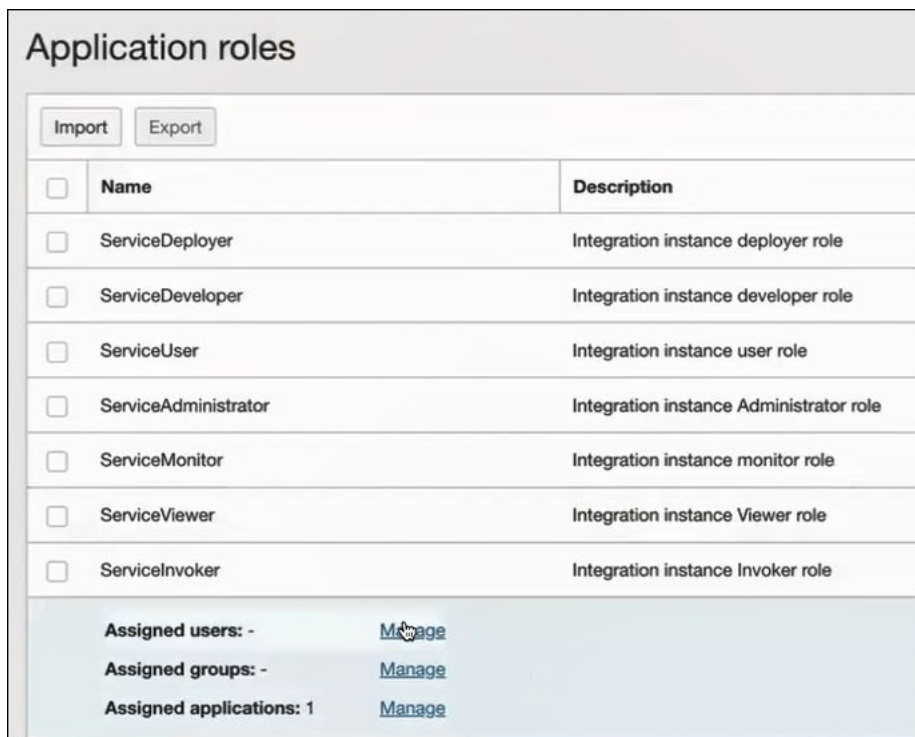 Application roles
Import Export
Name Description
ServiceDeployer Integration instance deployer role
ServiceDeveloper Integration instance developer role
ServiceUser Integration instance user role
ServiceAdministrator Integration instance Administrator role
ServiceMonitor Integration instance monitor role
ServiceViewer Integration instance Viewer role
ServiceInvoker Integration instance Invoker role
Assigned users: - Manage
Assigned groups: - Manage
Assigned applications: 1 Manage